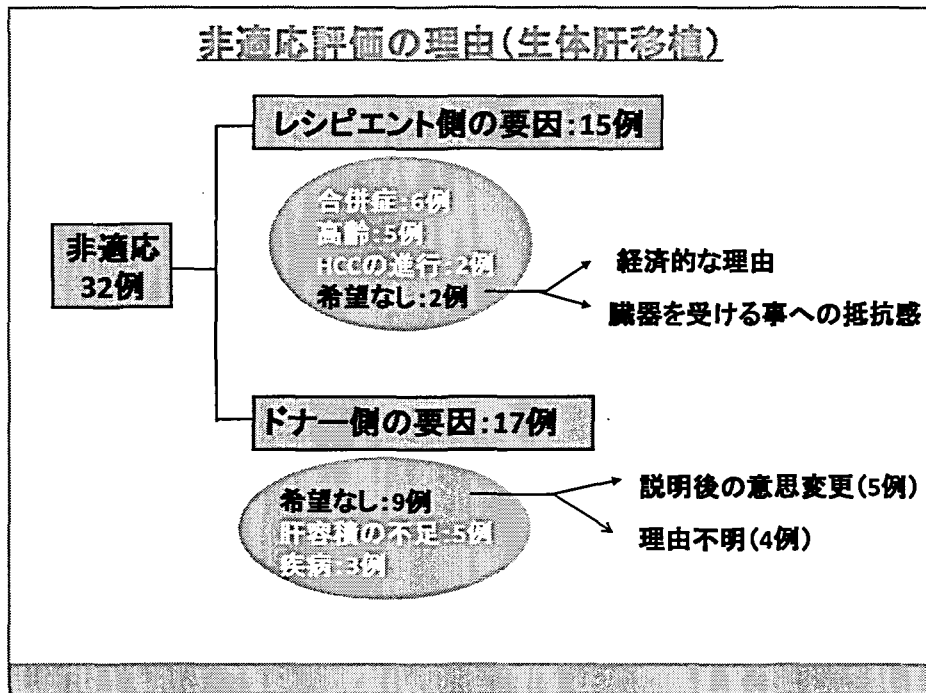 非適応評価の理由(生体肝移植)
レシピエント側の要因:15例
合併症:6例
高齢:5例
HCCの進行:2例
希望なし:2例
経済的な理由
臓器を受ける事への抵抗感
非適応
32例
ドナー側の要因:17例
希望なし:9例
肝容積の不足:5例
疾病:3例
説明後の意思変更(5例)
理由不明(4例)